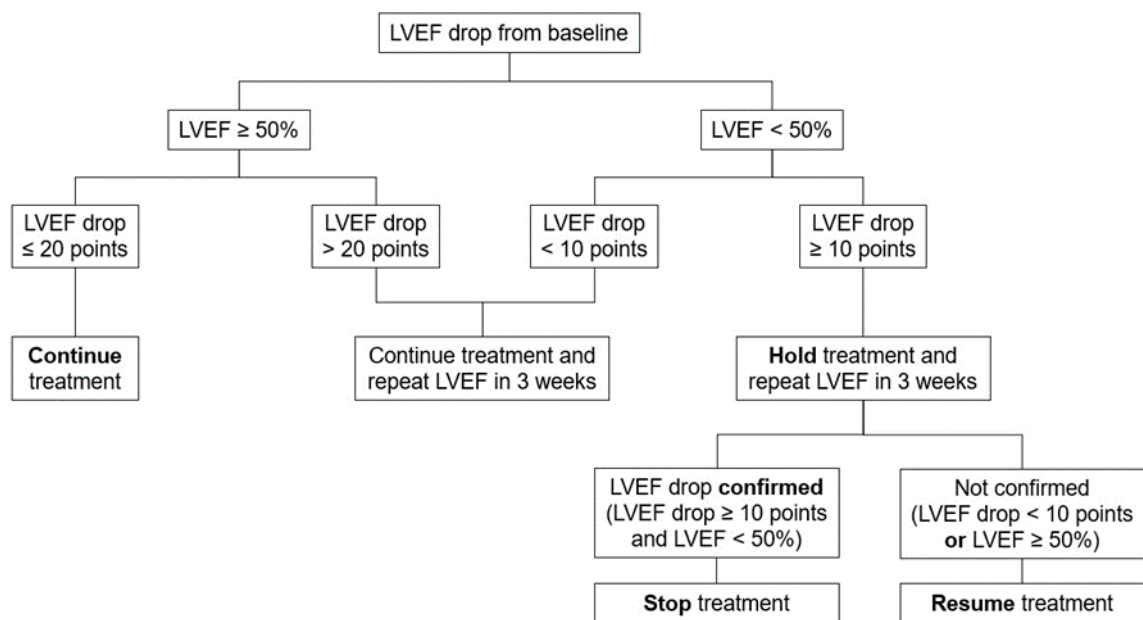 LVEF drop from baseline
LVEF ≥ 50%
LVEF < 50%
LVEF drop
≤ 20 points
LVEF drop
> 20 points
LVEF drop
< 10 points
LVEF drop
≥ 10 points
Continue
treatment
Continue treatment and
repeat LVEF in 3 weeks
Hold treatment and
repeat LVEF in 3 weeks
LVEF drop confirmed
(LVEF drop ≥ 10 points
and LVEF < 50%)
Not confirmed
(LVEF drop < 10 points
or LVEF ≥ 50%)
Stop treatment
Resume treatment